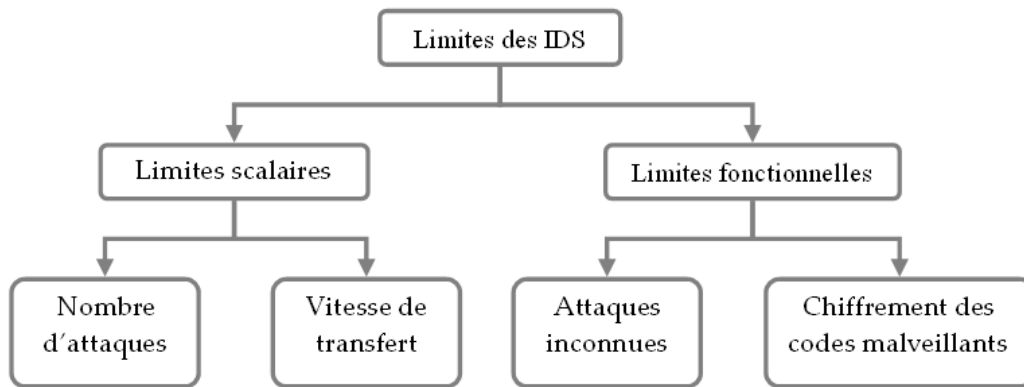 Limites des IDS
Limites scalaires
Limites fonctionnelles
Nombre
d´attaques
Vitesse de
transfert
Attaques
inconnues
Chiffrement des
codes malveillants